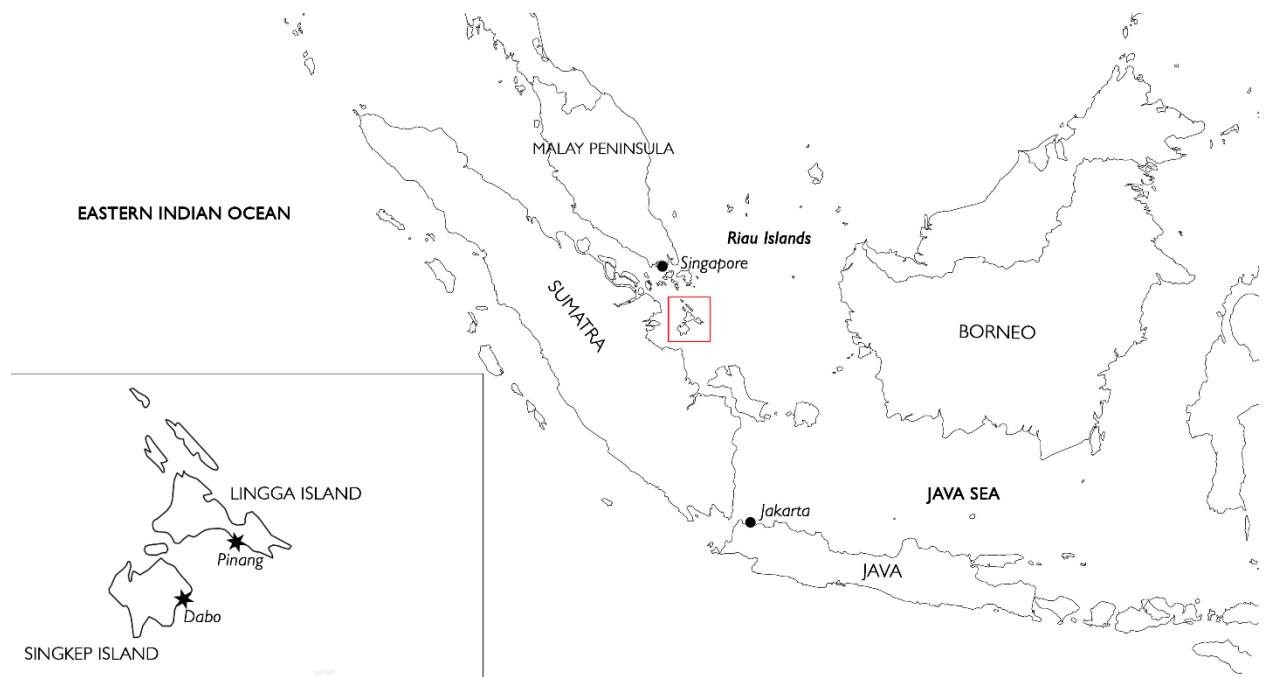 MALAY PENINSULA
EASTERN INDIAN OCEAN
Riau Islands
Singapore
SUMATRA
BORNEO
JAVA SEA
Jakarta
JAVA
LINGGA ISLAND
Pinang
Dabo
SINGKEP ISLAND